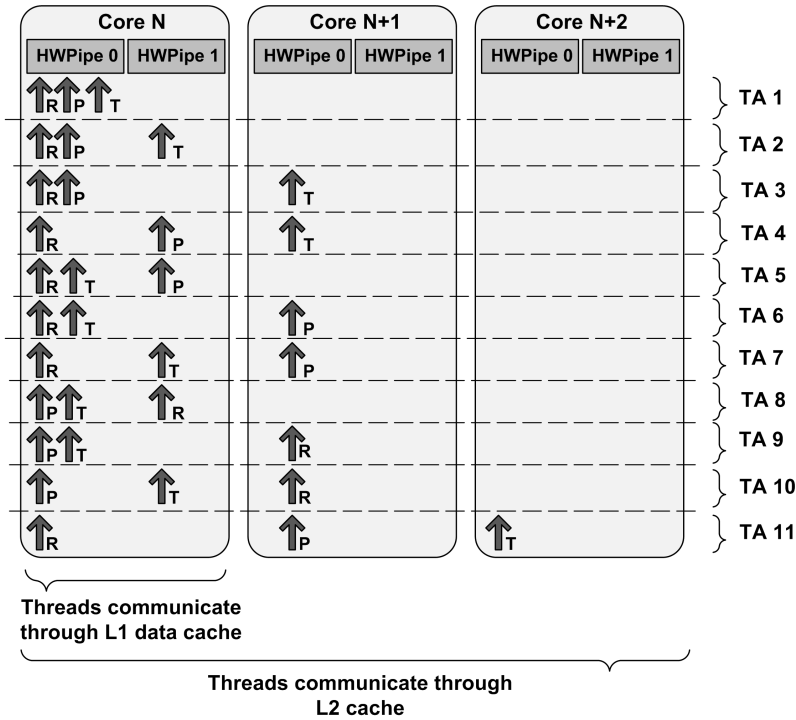 Core N Core N+1 Core N+2
HWPipe 0 HWPipe 1 HWPipe 0 HWPipe 1 HWPipe 0 HWPipe 1
R P T TA 1
R P T TA 2
R P T TA 3
R P T TA 4
R T P TA 5
R T P TA 6
R T P TA 7
P T R TA 8
P T R TA 9
P T R TA 10
R P T TA 11
Threads communicate
through L1 data cache
Threads communicate through
L2 cache